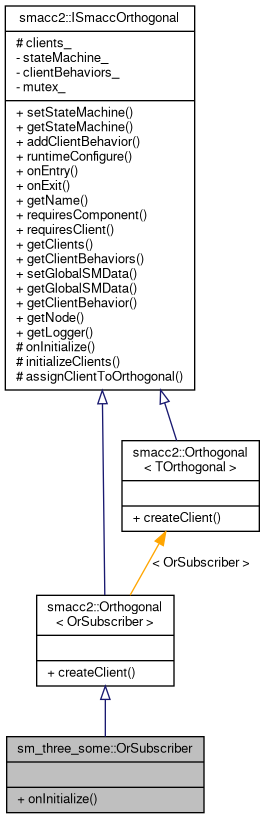 smacc2::ISmaccOrthogonal
# clients_
- stateMachine_
- clientBehaviors_
- mutex_
+ setStateMachine()
+ getStateMachine()
+ addClientBehavior()
+ runtimeConfigure()
+ onEntry()
+ onExit()
+ getName()
+ requiresComponent()
+ requiresClient()
+ getClients()
+ getClientBehaviors()
+ setGlobalSMData()
+ getGlobalSMData()
+ getClientBehavior()
+ getNode()
+ getLogger()
# onInitialize()
# initializeClients()
# assignClientToOrthogonal()
smacc2::Orthogonal
< TOrthogonal >
+ createClient()
< OrSubscriber >
smacc2::Orthogonal
< OrSubscriber >
+ createClient()
sm_three_some::OrSubscriber
+ onInitialize()